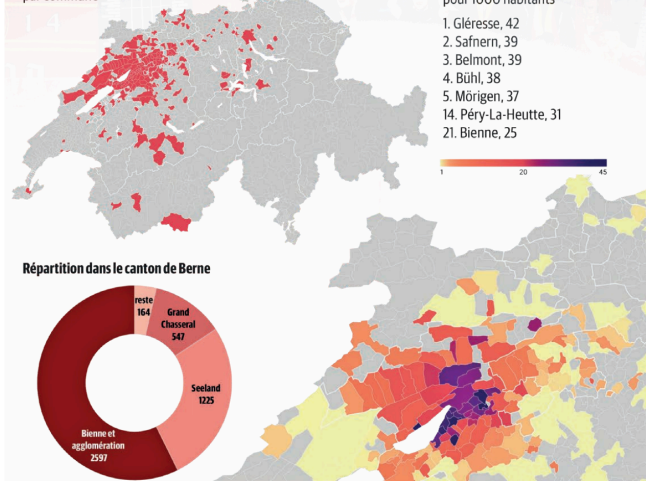 par commune
pour 1000 habitants
1. Gléresse, 42
2. Safnern, 39
3. Belmont, 39
4. Bühl, 38
5. Mörigen, 37
14. Péry-La-Heutte, 31
21. Bienne, 25
1 20 45
Répartition dans le canton de Berne
reste
164
Grand
Chasseral
547
Seeland
1225
Bienne et
agglomération
2597